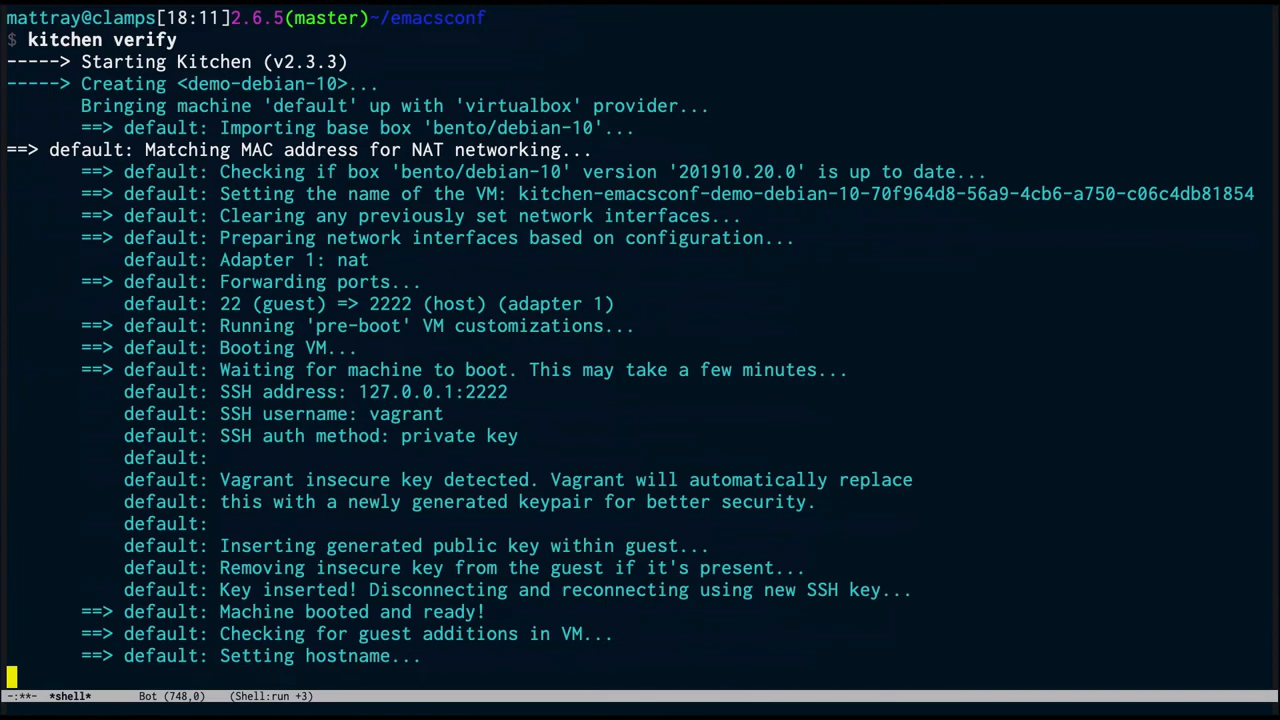 mattray@clamps[18:11]2.6.5(master)~/emacsconf
$ kitchen verify
-----> Starting Kitchen (v2.3.3)
-----> Creating <demo-debian-10>...
       Bringing machine 'default' up with 'virtualbox' provider...
       ==> default: Importing base box 'bento/debian-10'...
==> default: Matching MAC address for NAT networking...
       ==> default: Checking if box 'bento/debian-10' version '201910.20.0' is up to date...
       ==> default: Setting the name of the VM: kitchen-emacsconf-demo-debian-10-70f964d8-56a9-4cb6-a750-c06c4db81854
       ==> default: Clearing any previously set network interfaces...
       ==> default: Preparing network interfaces based on configuration...
           default: Adapter 1: nat
       ==> default: Forwarding ports...
           default: 22 (guest) => 2222 (host) (adapter 1)
       ==> default: Running 'pre-boot' VM customizations...
       ==> default: Booting VM...
       ==> default: Waiting for machine to boot. This may take a few minutes...
           default: SSH address: 127.0.0.1:2222
           default: SSH username: vagrant
           default: SSH auth method: private key
           default:
           default: Vagrant insecure key detected. Vagrant will automatically replace
           default: this with a newly generated keypair for better security.
           default:
           default: Inserting generated public key within guest...
           default: Removing insecure key from the guest if it's present...
           default: Key inserted! Disconnecting and reconnecting using new SSH key...
       ==> default: Machine booted and ready!
       ==> default: Checking for guest additions in VM...
       ==> default: Setting hostname...
-:**-  *shell*      Bot (748,0)    (Shell:run +3)